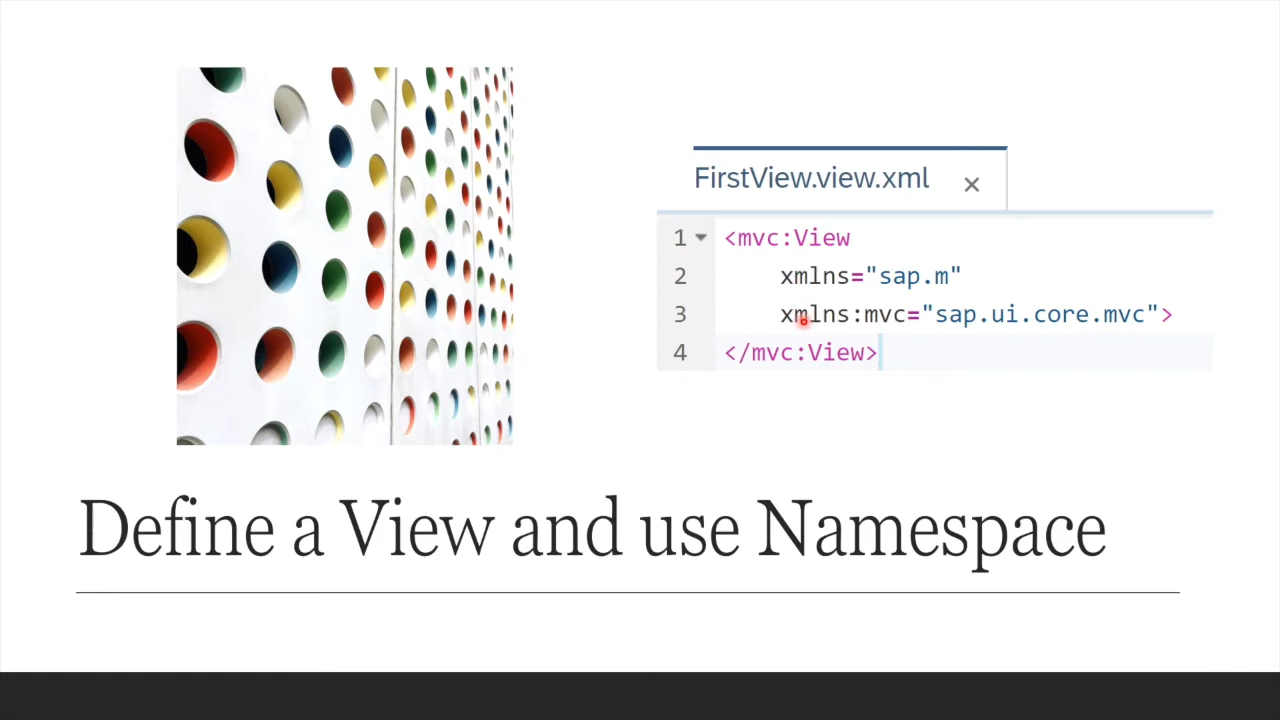 FirstView.view.xml ×
1 <mvc:View
2 xmlns="sap.m"
3 xmlns:mvc="sap.ui.core.mvc">
4 </mvc:View>
Define a View and use Namespace